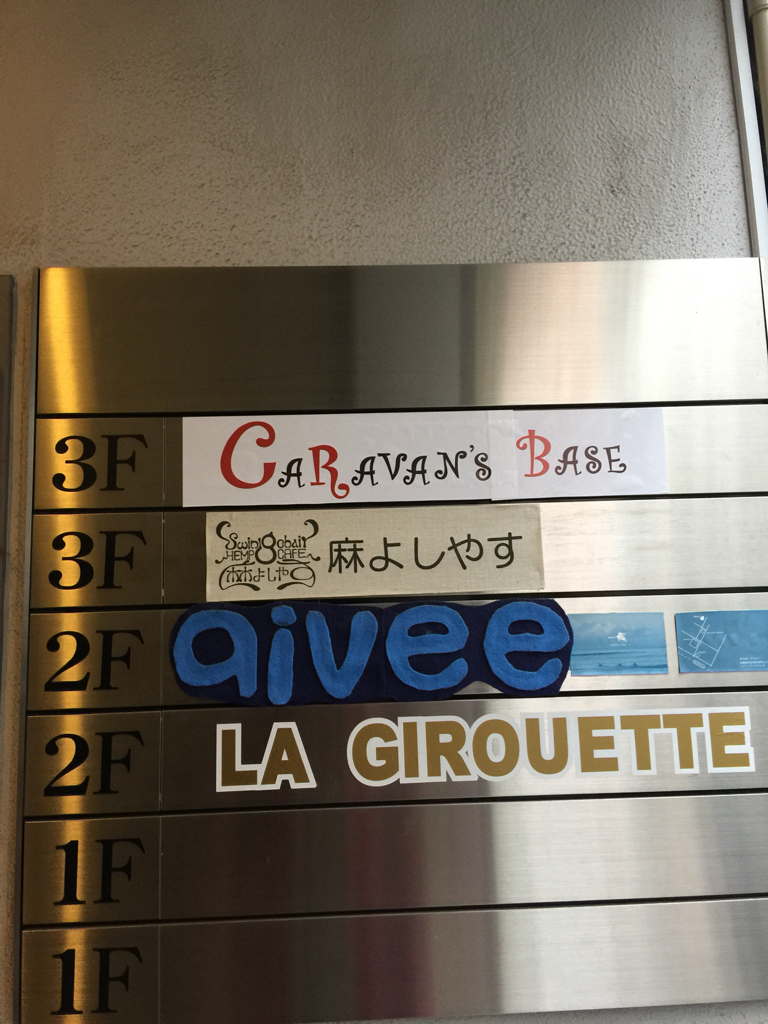 3F CARAVAN'S BASE
3F Swingobair HEMP CAFE 麻よしやす 麻よしやす
2F aivee
2F LA GIROUETTE
1F
1F